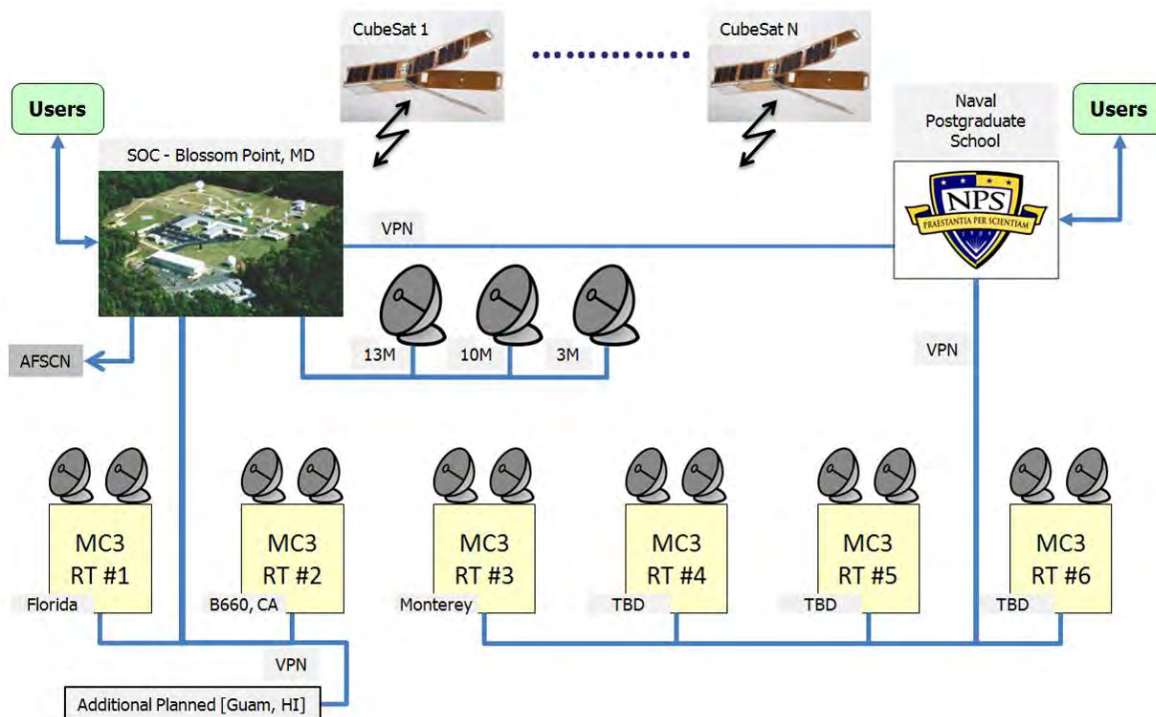 CubeSat 1
CubeSat N
Users
Naval
Postgraduate
School
Users
SOC - Blossom Point, MD
VPN
NPS
PRAESTANTIA PER SCIENTIAM
13M
10M
3M
VPN
AFSCN
MC3
RT #1
Florida
MC3
RT #2
B660, CA
MC3
RT #3
Monterey
MC3
RT #4
TBD
MC3
RT #5
TBD
MC3
RT #6
TBD
VPN
Additional Planned [Guam, HI]